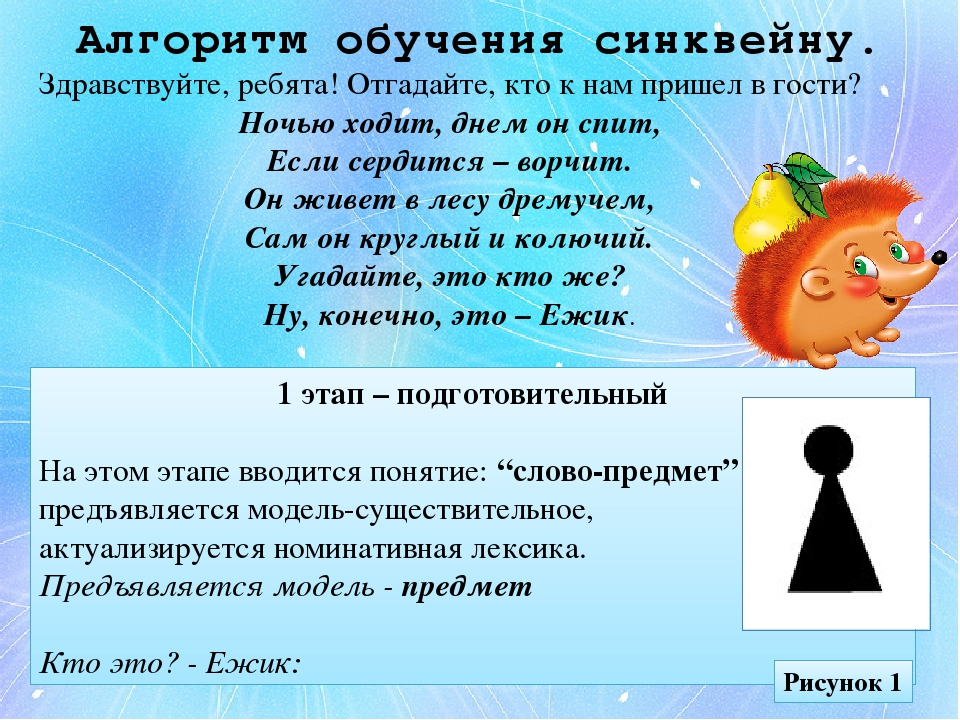 Алгоритм обучения синквейну.
Здравствуйте, ребята! Отгадайте, кто к нам пришел в гости?
Ночью ходит, днем он спит,
Если сердится – ворчит.
Он живет в лесу дремучем,
Сам он круглый и колючий.
Угадайте, это кто же?
Ну, конечно, это – Ежик.
1 этап – подготовительный
На этом этапе вводится понятие: “слово-предмет”
предъявляется модель-существительное,
актуализируется номинативная лексика.
Предъявляется модель - предмет
Кто это? - Ежик:
Рисунок 1